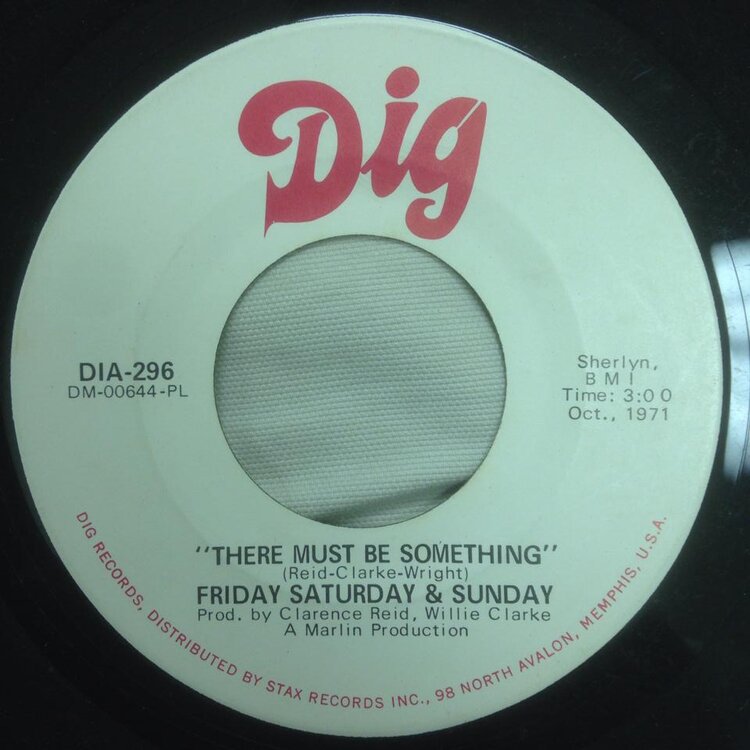 Dig
DIA-296
DM-00644-PL
Sherlyn,
BMI
Time: 3:00
Oct., 1971
"THERE MUST BE SOMETHING"
(Reid-Clarke-Wright)
FRIDAY SATURDAY & SUNDAY
Prod. by Clarence Reid, Willie Clarke
A Marlin Production
DIG RECORDS, DISTRIBUTED BY STAX RECORDS INC., 98 NORTH AVALON, MEMPHIS, U.S.A.